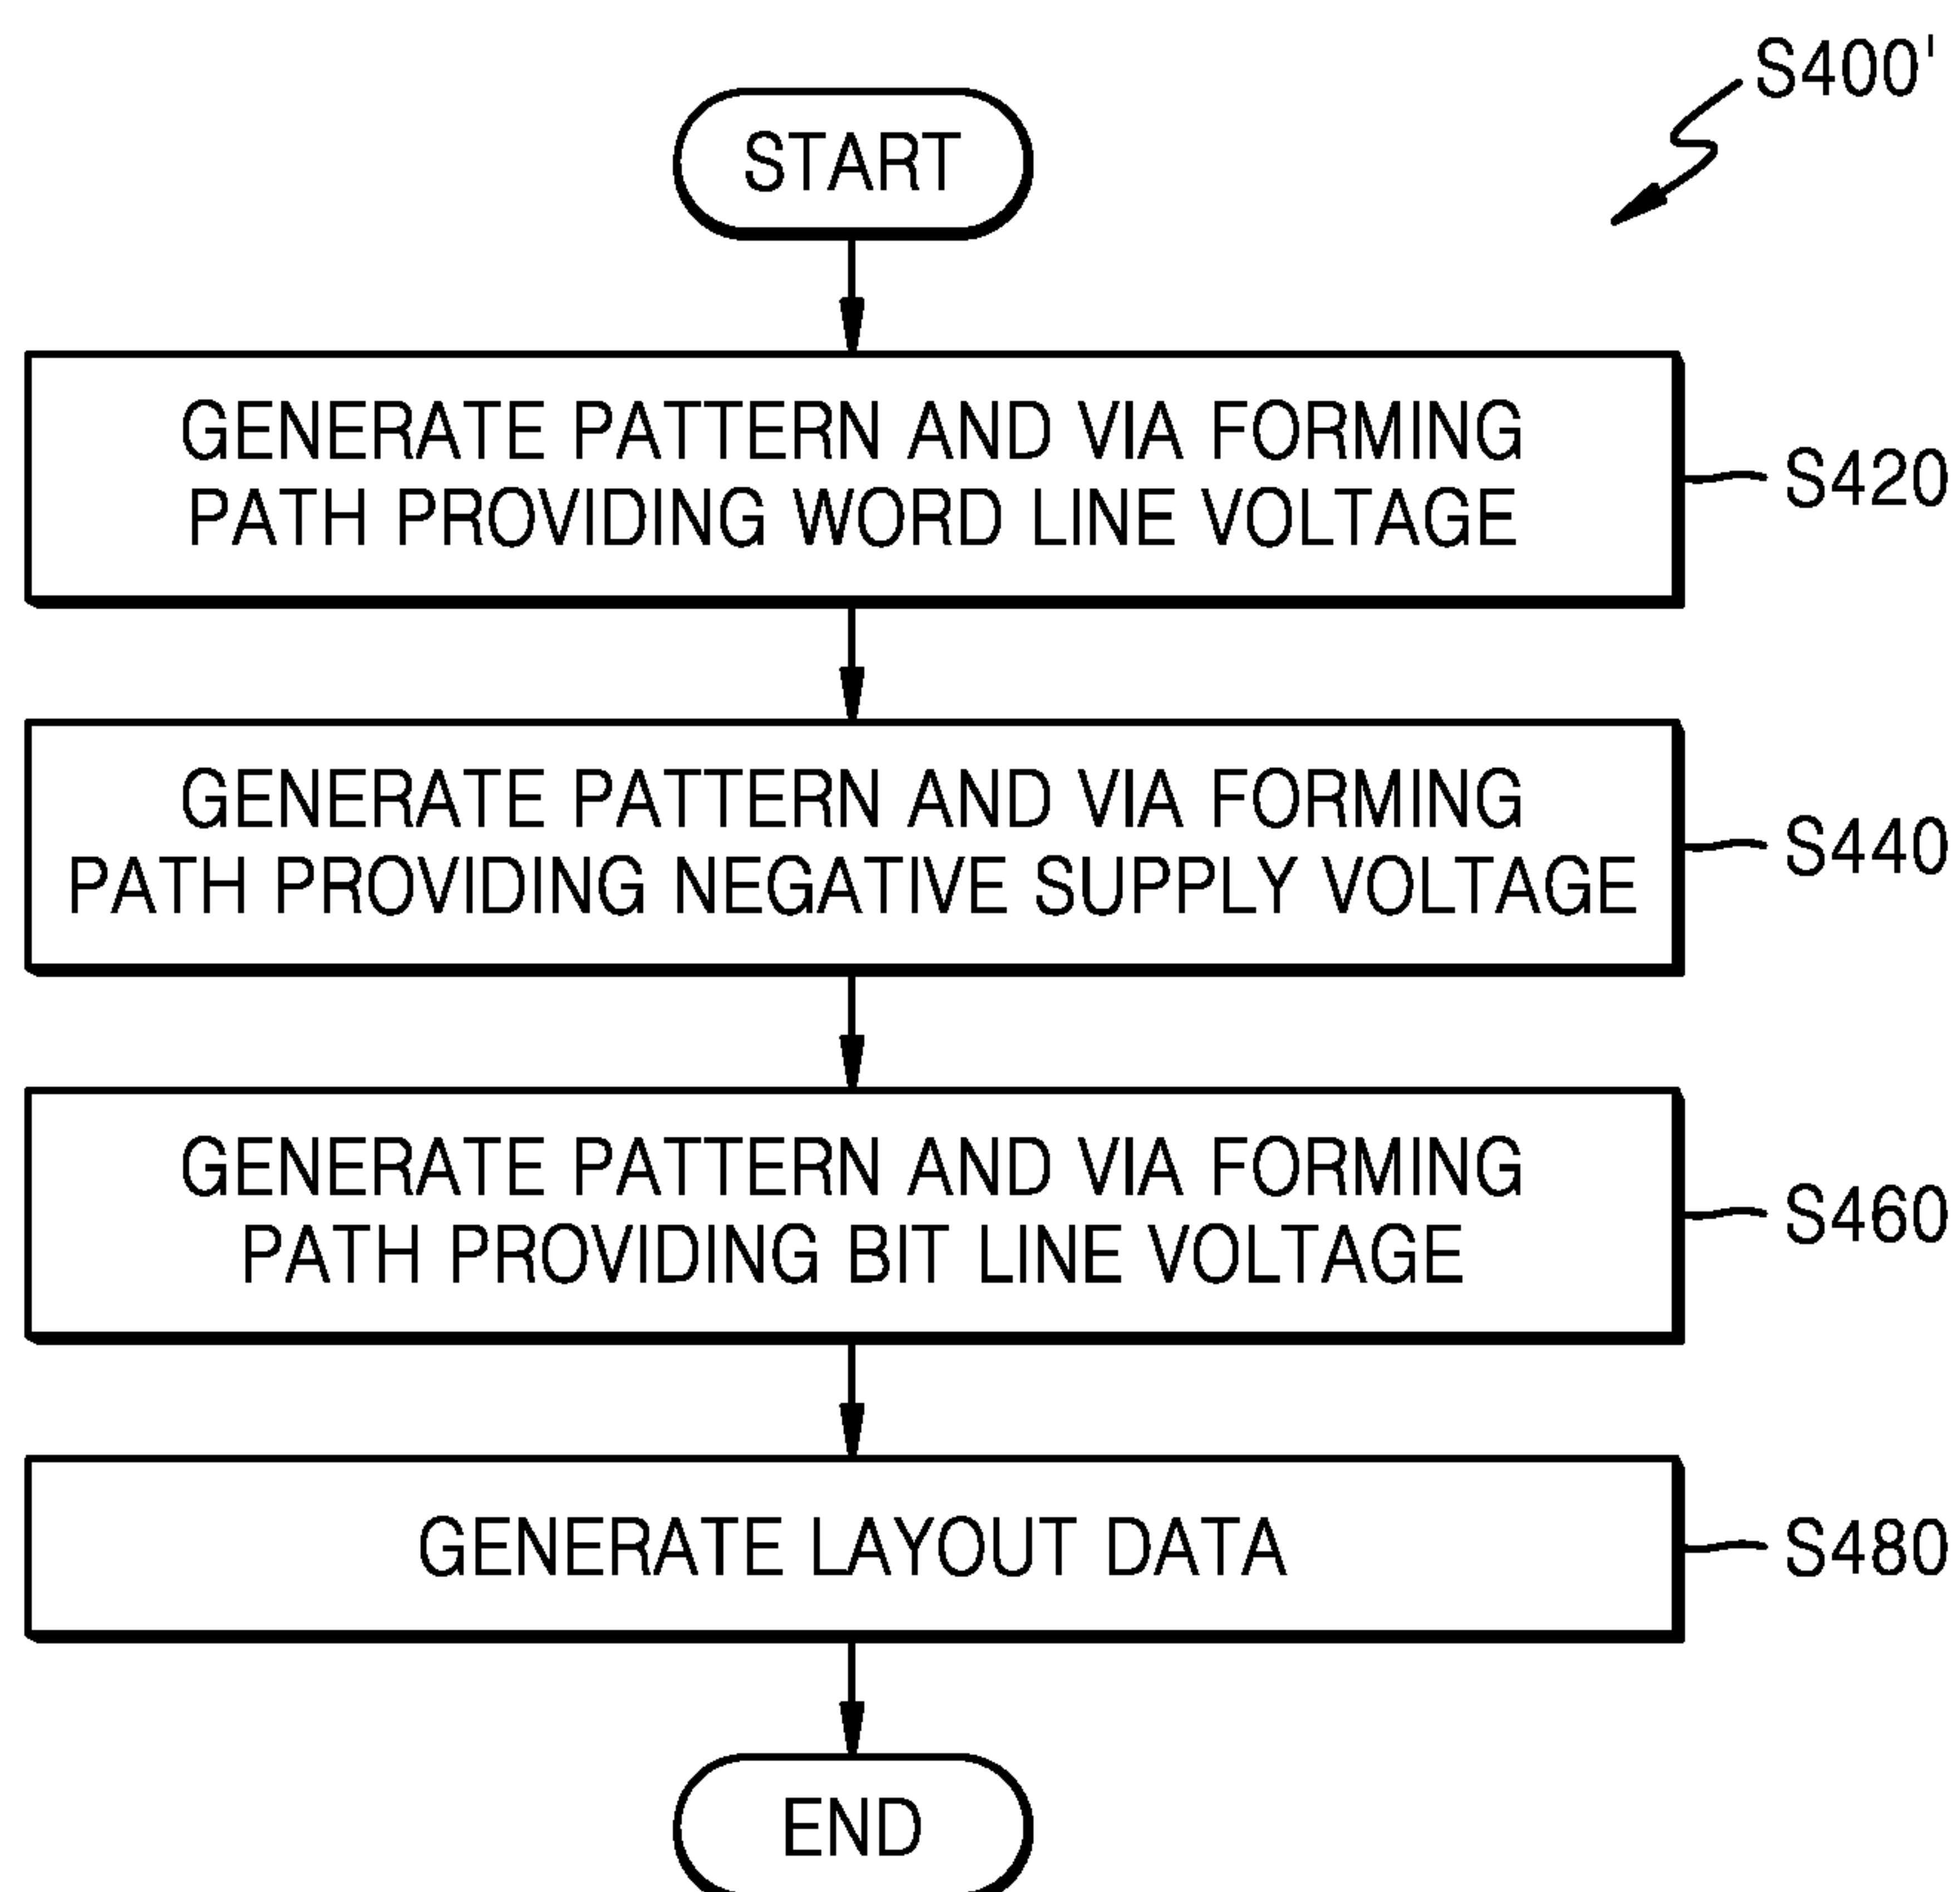 S400'
START
GENERATE PATTERN AND VIA FORMING
PATH PROVIDING WORD LINE VOLTAGE
S420
GENERATE PATTERN AND VIA FORMING
PATH PROVIDING NEGATIVE SUPPLY VOLTAGE
S440
GENERATE PATTERN AND VIA FORMING
PATH PROVIDING BIT LINE VOLTAGE
S460
GENERATE LAYOUT DATA
S480
END